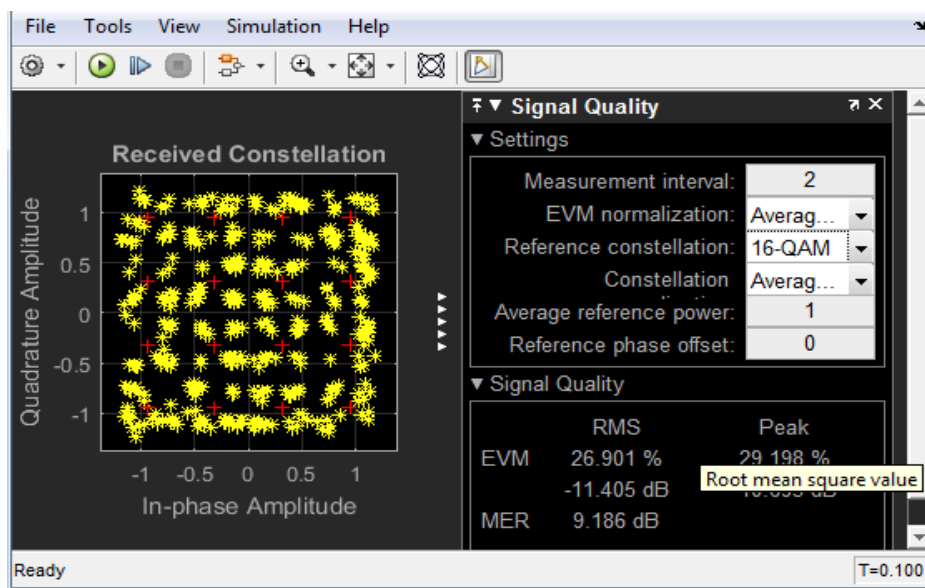 File Tools View Simulation Help
Signal Quality
Settings
Measurement interval: 2
EVM normalization: Averag...
Reference constellation: 16-QAM
Constellation Averag...
Average reference power: 1
Reference phase offset: 0
Signal Quality
RMS Peak
EVM 26.901 % 29.198 %
-11.405 dB dB
Root mean square value
MER 9.186 dB
Received Constellation
Quadrature Amplitude
1
0.5
0
-0.5
-1
-1 -0.5 0 0.5 1
In-phase Amplitude
Ready T=0.100